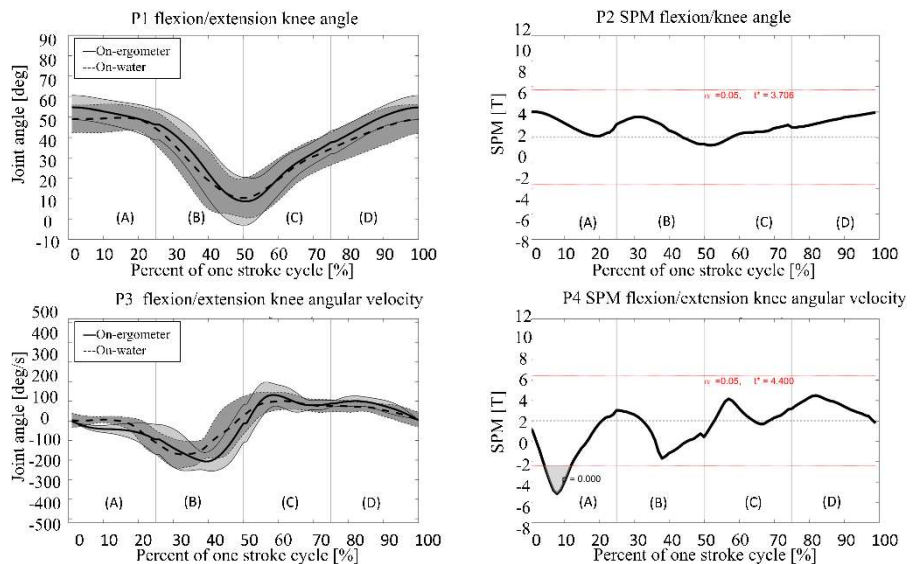 P1 flexion/extension knee angle
90
80
70
60
50
40
30
20
10
0
-10
Joint angle [deg]
On-ergometer
On-water
(A) (B) (C) (D)
0 10 20 30 40 50 60 70 80 90 100
Percent of one stroke cycle [%]
P2 SPM flexion/knee angle
12
10
8
6
4
2
0
-2
-4
-6
-8
SPM [T]
α =0.05, t* = 3.706
(A) (B) (C) (D)
0 10 20 30 40 50 60 70 80 90 100
Percent of one stroke cycle [%]
P3 flexion/extension knee angular velocity
500
400
300
200
100
0
-100
-200
-300
-400
-500
Joint angle [deg/s]
On-ergometer
On-water
(A) (B) (C) (D)
0 10 20 30 40 50 60 70 80 90 100
Percent of one stroke cycle [%]
P4 SPM flexion/extension knee angular velocity
12
10
8
6
4
2
0
-2
-4
-6
-8
SPM [T]
α =0.05, t* = 4.400
p = 0.000
(A) (B) (C) (D)
0 10 20 30 40 50 60 70 80 90 100
Percent of one stroke cycle [%]